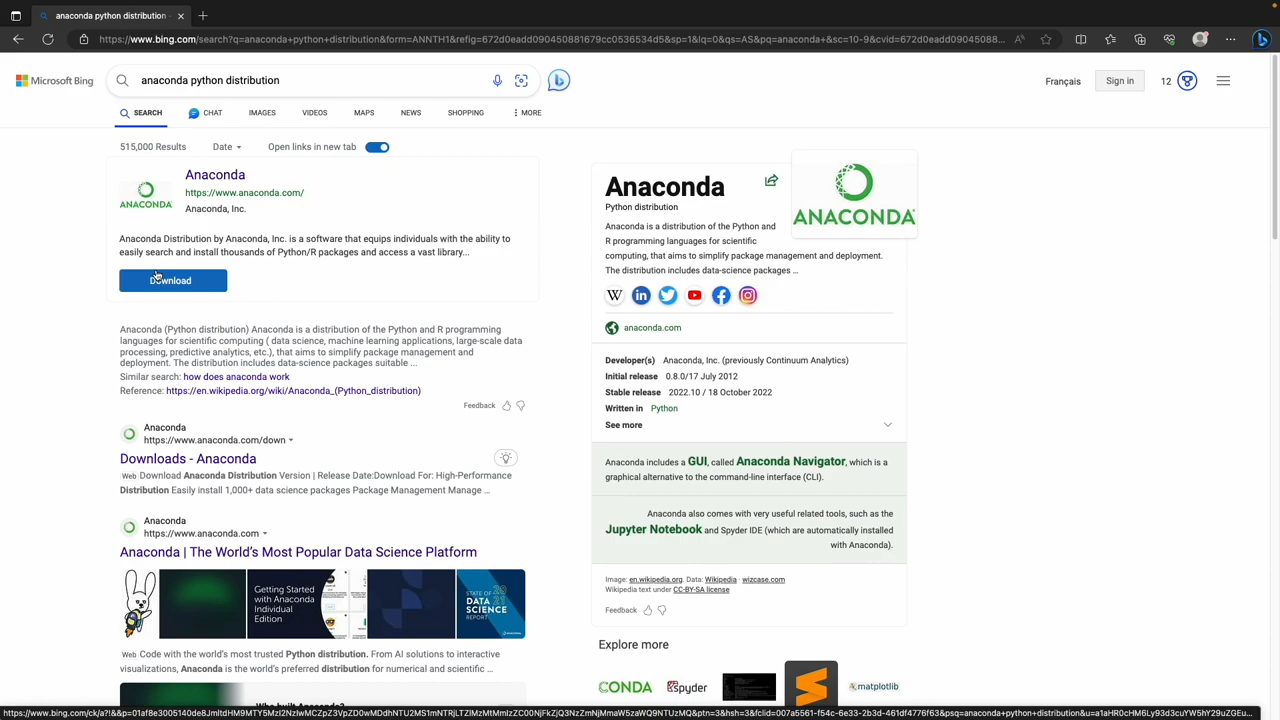 anaconda python distribution
https://www.bing.com/search?q=anaconda+python+distribution&form=ANNTH1&refig=672d0eadd090450881679cc0536534d5&sp=1&lq=0&qs=AS&pq=anaconda+&sc=10-9&cvid=672d0eadd09045088...
Microsoft Bing
anaconda python distribution
Français
Sign in
12
SEARCH
CHAT
IMAGES
VIDEOS
MAPS
NEWS
SHOPPING
MORE
515,000 Results
Date
Open links in new tab
ANACONDA
Anaconda
https://www.anaconda.com/
Anaconda, Inc.
Anaconda Distribution by Anaconda, Inc. is a software that equips individuals with the ability to
easily search and install thousands of Python/R packages and access a vast library...
Download
Anaconda (Python distribution) Anaconda is a distribution of the Python and R programming
languages for scientific computing ( data science, machine learning applications, large-scale data
processing, predictive analytics, etc.), that aims to simplify package management and
deployment. The distribution includes data-science packages suitable ...
Similar search: how does anaconda work
Reference: https://en.wikipedia.org/wiki/Anaconda_(Python_distribution)
Feedback
Anaconda
https://www.anaconda.com/down
Downloads - Anaconda
Web Download Anaconda Distribution Version | Release Date:Download For: High-Performance
Distribution Easily install 1,000+ data science packages Package Management Manage ...
Anaconda
https://www.anaconda.com
Anaconda | The World's Most Popular Data Science Platform
Getting Started
with Anaconda
Individual
Edition
STATE OF
DATA
SCIENCE
REPORT
Web Code with the world's most trusted Python distribution. From AI solutions to interactive
visualizations, Anaconda is the world's preferred distribution for numerical and scientific ...
Anaconda
Python distribution
ANACONDA
Anaconda is a distribution of the Python and
R programming languages for scientific
computing, that aims to simplify package management and deployment.
The distribution includes data-science packages ...
anaconda.com
Developer(s) Anaconda, Inc. (previously Continuum Analytics)
Initial release 0.8.0/17 July 2012
Stable release 2022.10 / 18 October 2022
Written in Python
See more
Anaconda includes a GUI, called Anaconda Navigator, which is a
graphical alternative to the command-line interface (CLI).
Anaconda also comes with very useful related tools, such as the
Jupyter Notebook and Spyder IDE (which are automatically installed
with Anaconda).
Image: en.wikipedia.org. Data: Wikipedia · wizcase.com
Wikipedia text under CC-BY-SA license
Feedback
Explore more
CONDA
Spyder
matplotlib